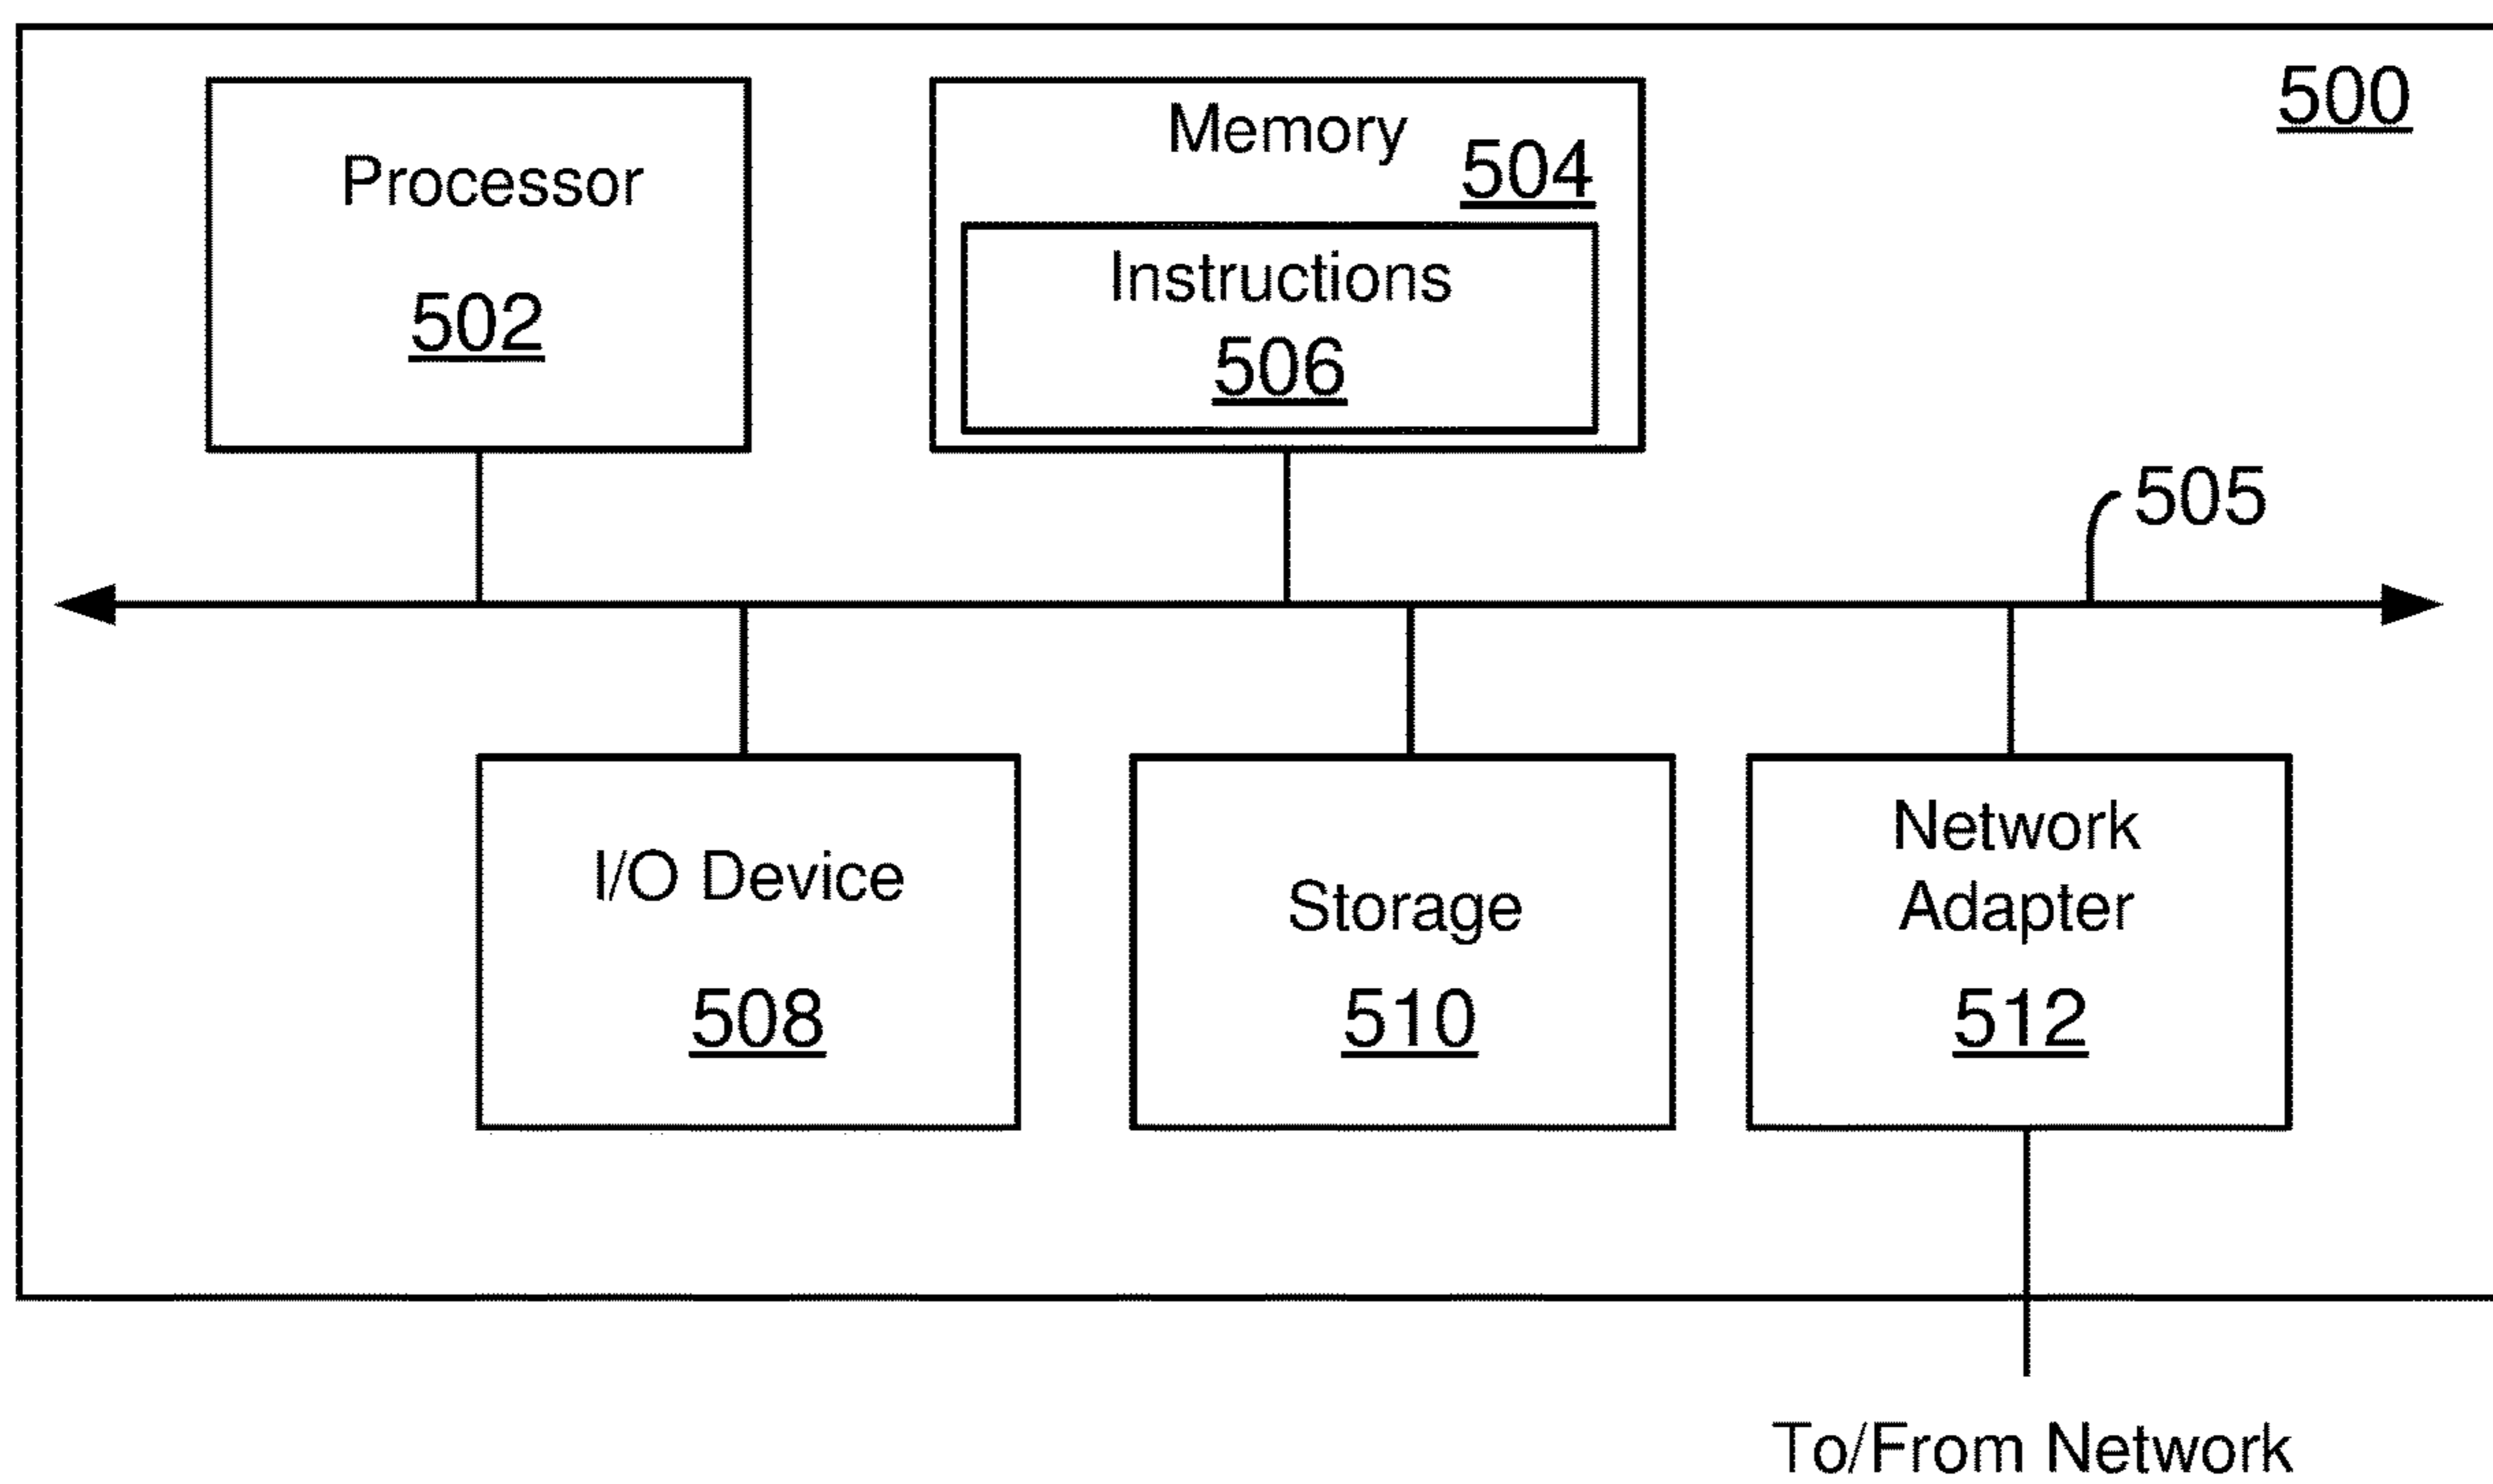 500
Processor
502
Memory
504
Instructions
506
505
I/O Device
508
Storage
510
Network
Adapter
512
To/From Network